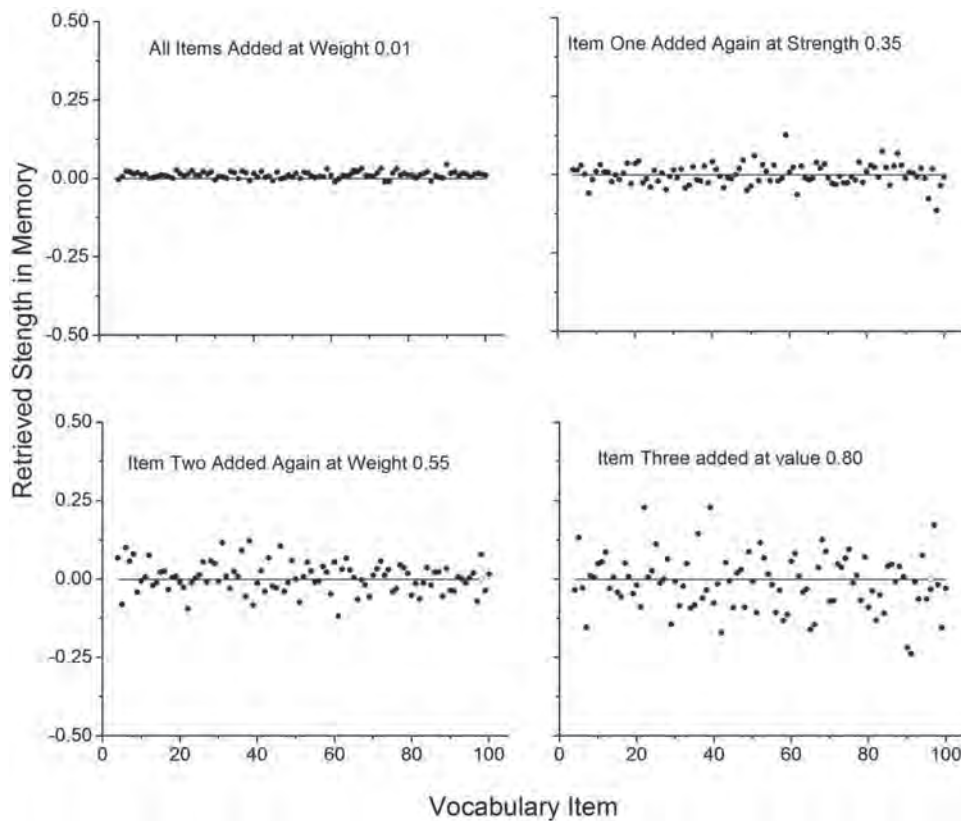 0.50
0.25
0.00
-0.25
-0.50
All Items Added at Weight 0.01
Item One Added Again at Strength 0.35
Retrieved Stength in Memory
0.50
0.25
0.00
-0.25
-0.50
Item Two Added Again at Weight 0.55
Item Three added at value 0.80
0 20 40 60 80 100
0 20 40 60 80 100
Vocabulary Item